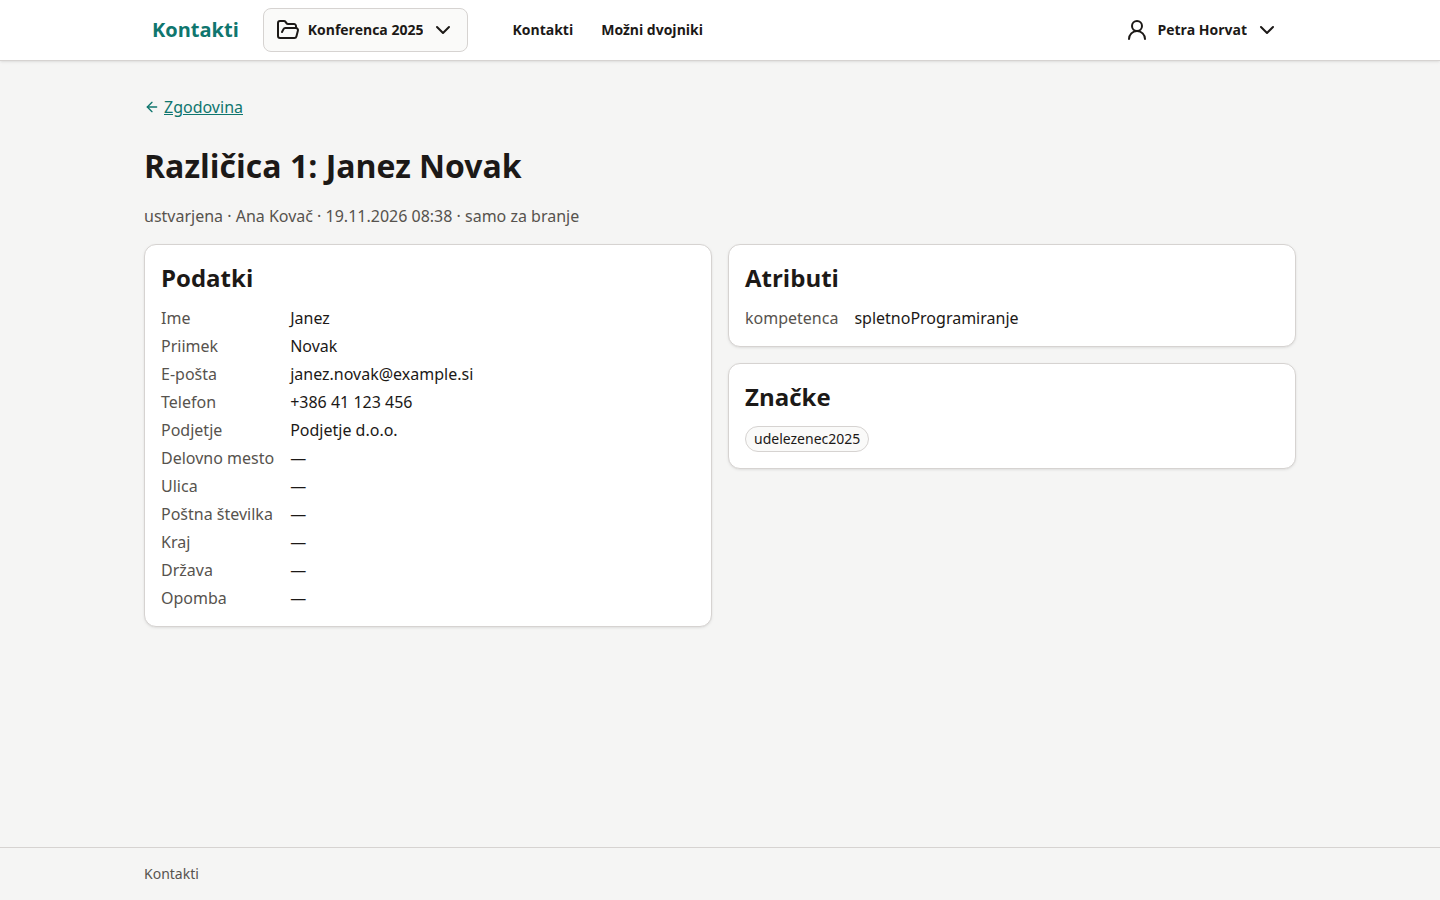 Kontakti
Konferenca 2025
Kontakti
Možni dvojniki
Petra Horvat
← Zgodovina
Različica 1: Janez Novak
ustvarjena · Ana Kovač · 19.11.2026 08:38 · samo za branje
Podatki
Ime Janez
Priimek Novak
E-pošta janez.novak@example.si
Telefon +386 41 123 456
Podjetje Podjetje d.o.o.
Delovno mesto —
Ulica —
Poštna številka —
Kraj —
Država —
Opomba —
Atributi
kompetenca spletnoProgramiranje
Značke
udelezenec2025
Kontakti